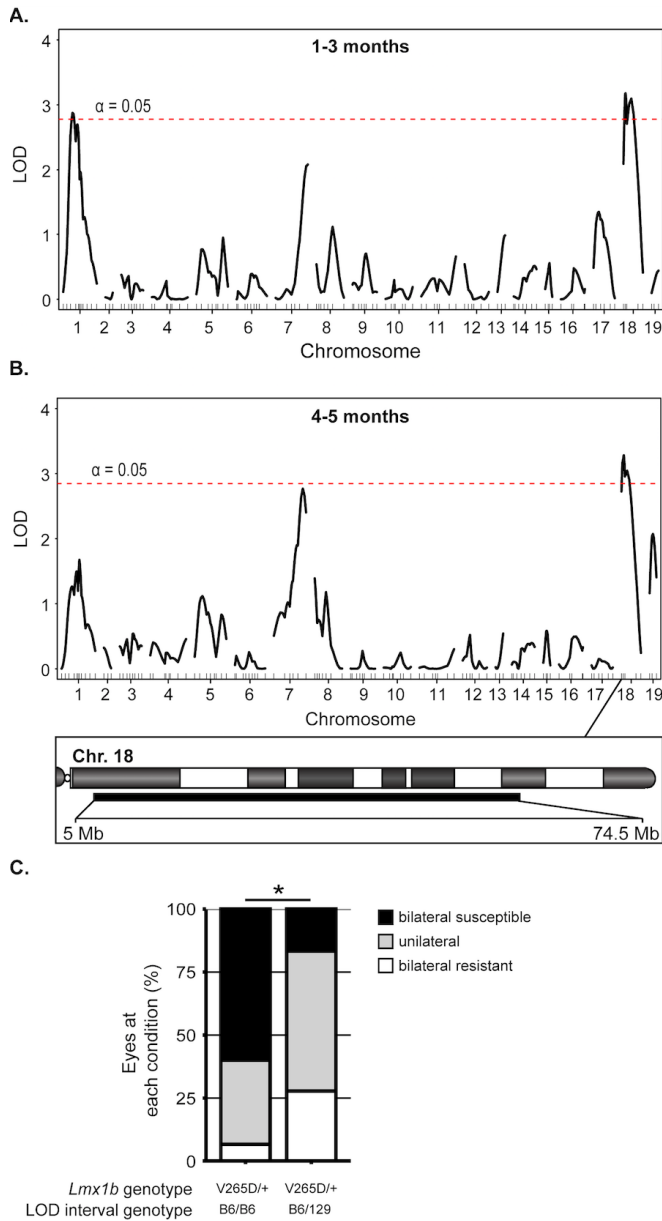 A.
1-3 months
4
3
2
1
0
α = 0.05
LOD
1 2 3 4 5 6 7 8 9 10 11 12 13 14 15 16 17 18 19
Chromosome
B.
4-5 months
4
3
2
1
0
α = 0.05
LOD
1 2 3 4 5 6 7 8 9 10 11 12 13 14 15 16 17 18 19
Chromosome
Chr. 18
5 Mb 74.5 Mb
C.
*
100
75
50
25
0
Eyes at
each condition (%)
bilateral susceptible
unilateral
bilateral resistant
Lmx1b genotype V265D/+ V265D/+
LOD interval genotype B6/B6 B6/129